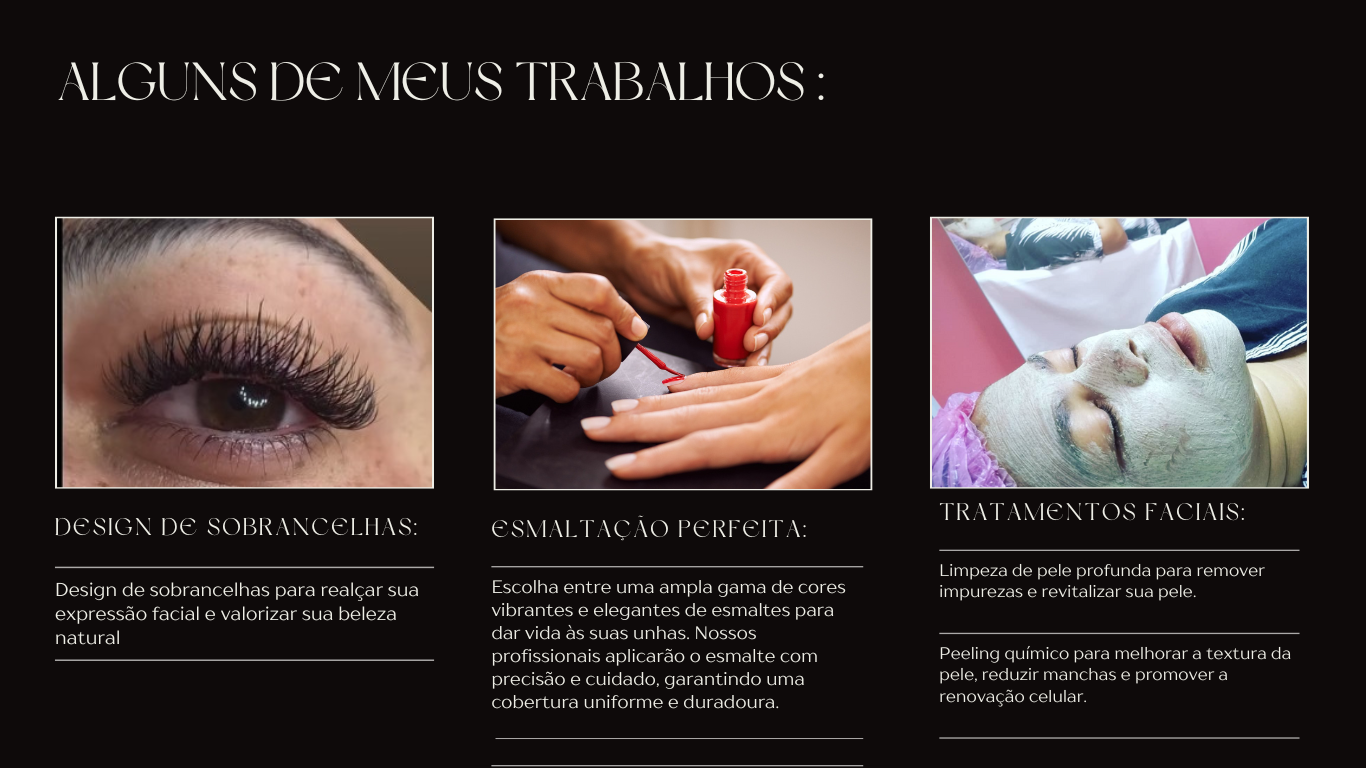 ALGUNS DE MEUS TRABALHOS :
DESIGN DE SOBRANCELHAS:
Design de sobrancelhas para realçar sua
expressão facial e valorizar sua beleza
natural
ESMALTAÇÃO PERFEITA:
Escolha entre uma ampla gama de cores
vibrantes e elegantes de esmaltes para
dar vida às suas unhas. Nossos
profissionais aplicarão o esmalte com
precisão e cuidado, garantindo uma
cobertura uniforme e duradoura.
TRATAMENTOS FACIAIS:
Limpeza de pele profunda para remover
impurezas e revitalizar sua pele.
Peeling químico para melhorar a textura da
pele, reduzir manchas e promover a
renovação celular.